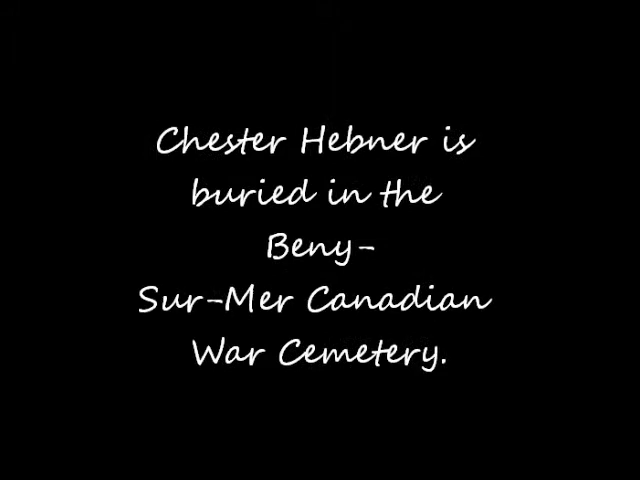 Chester Hebner is
buried in the
Beny-
Sur-Mer Canadian
War Cemetery.